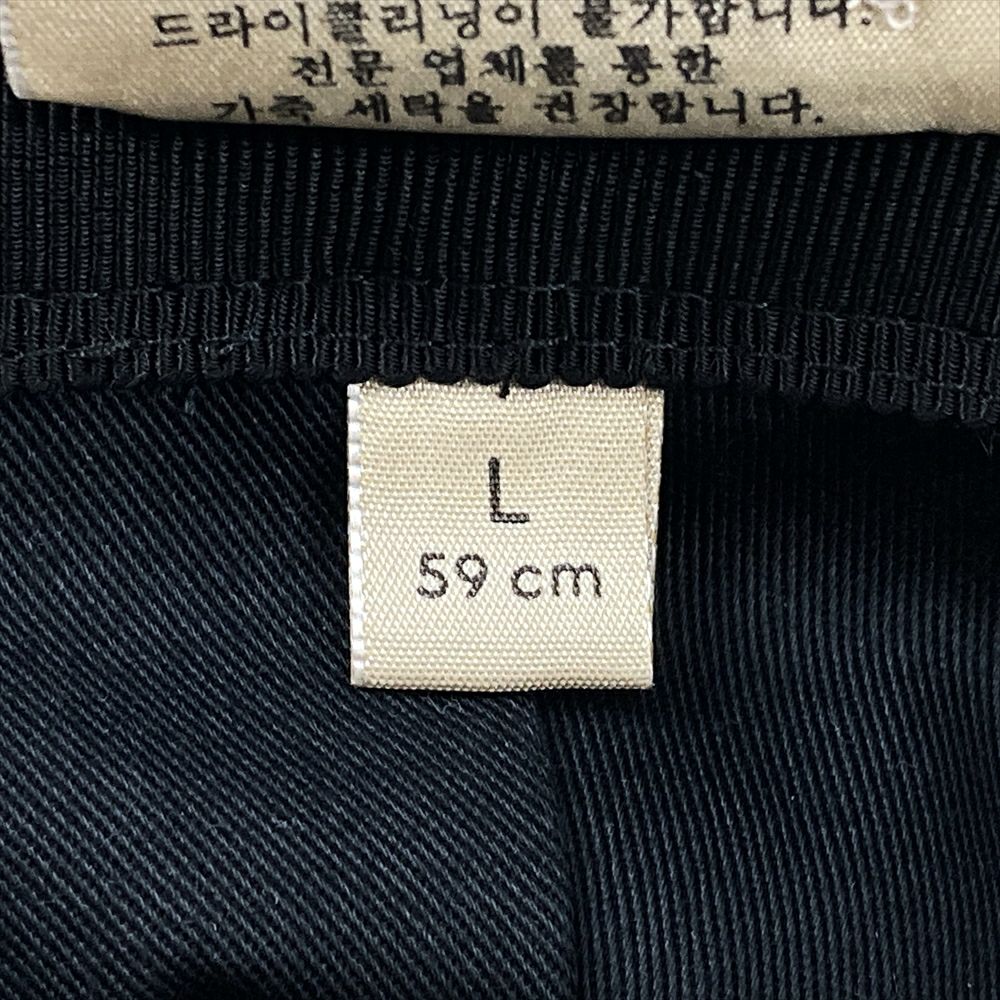 드라이클리닝이 불가합니다.
전문 업체를 통한
가죽 세탁을 권장합니다.
L
59 cm